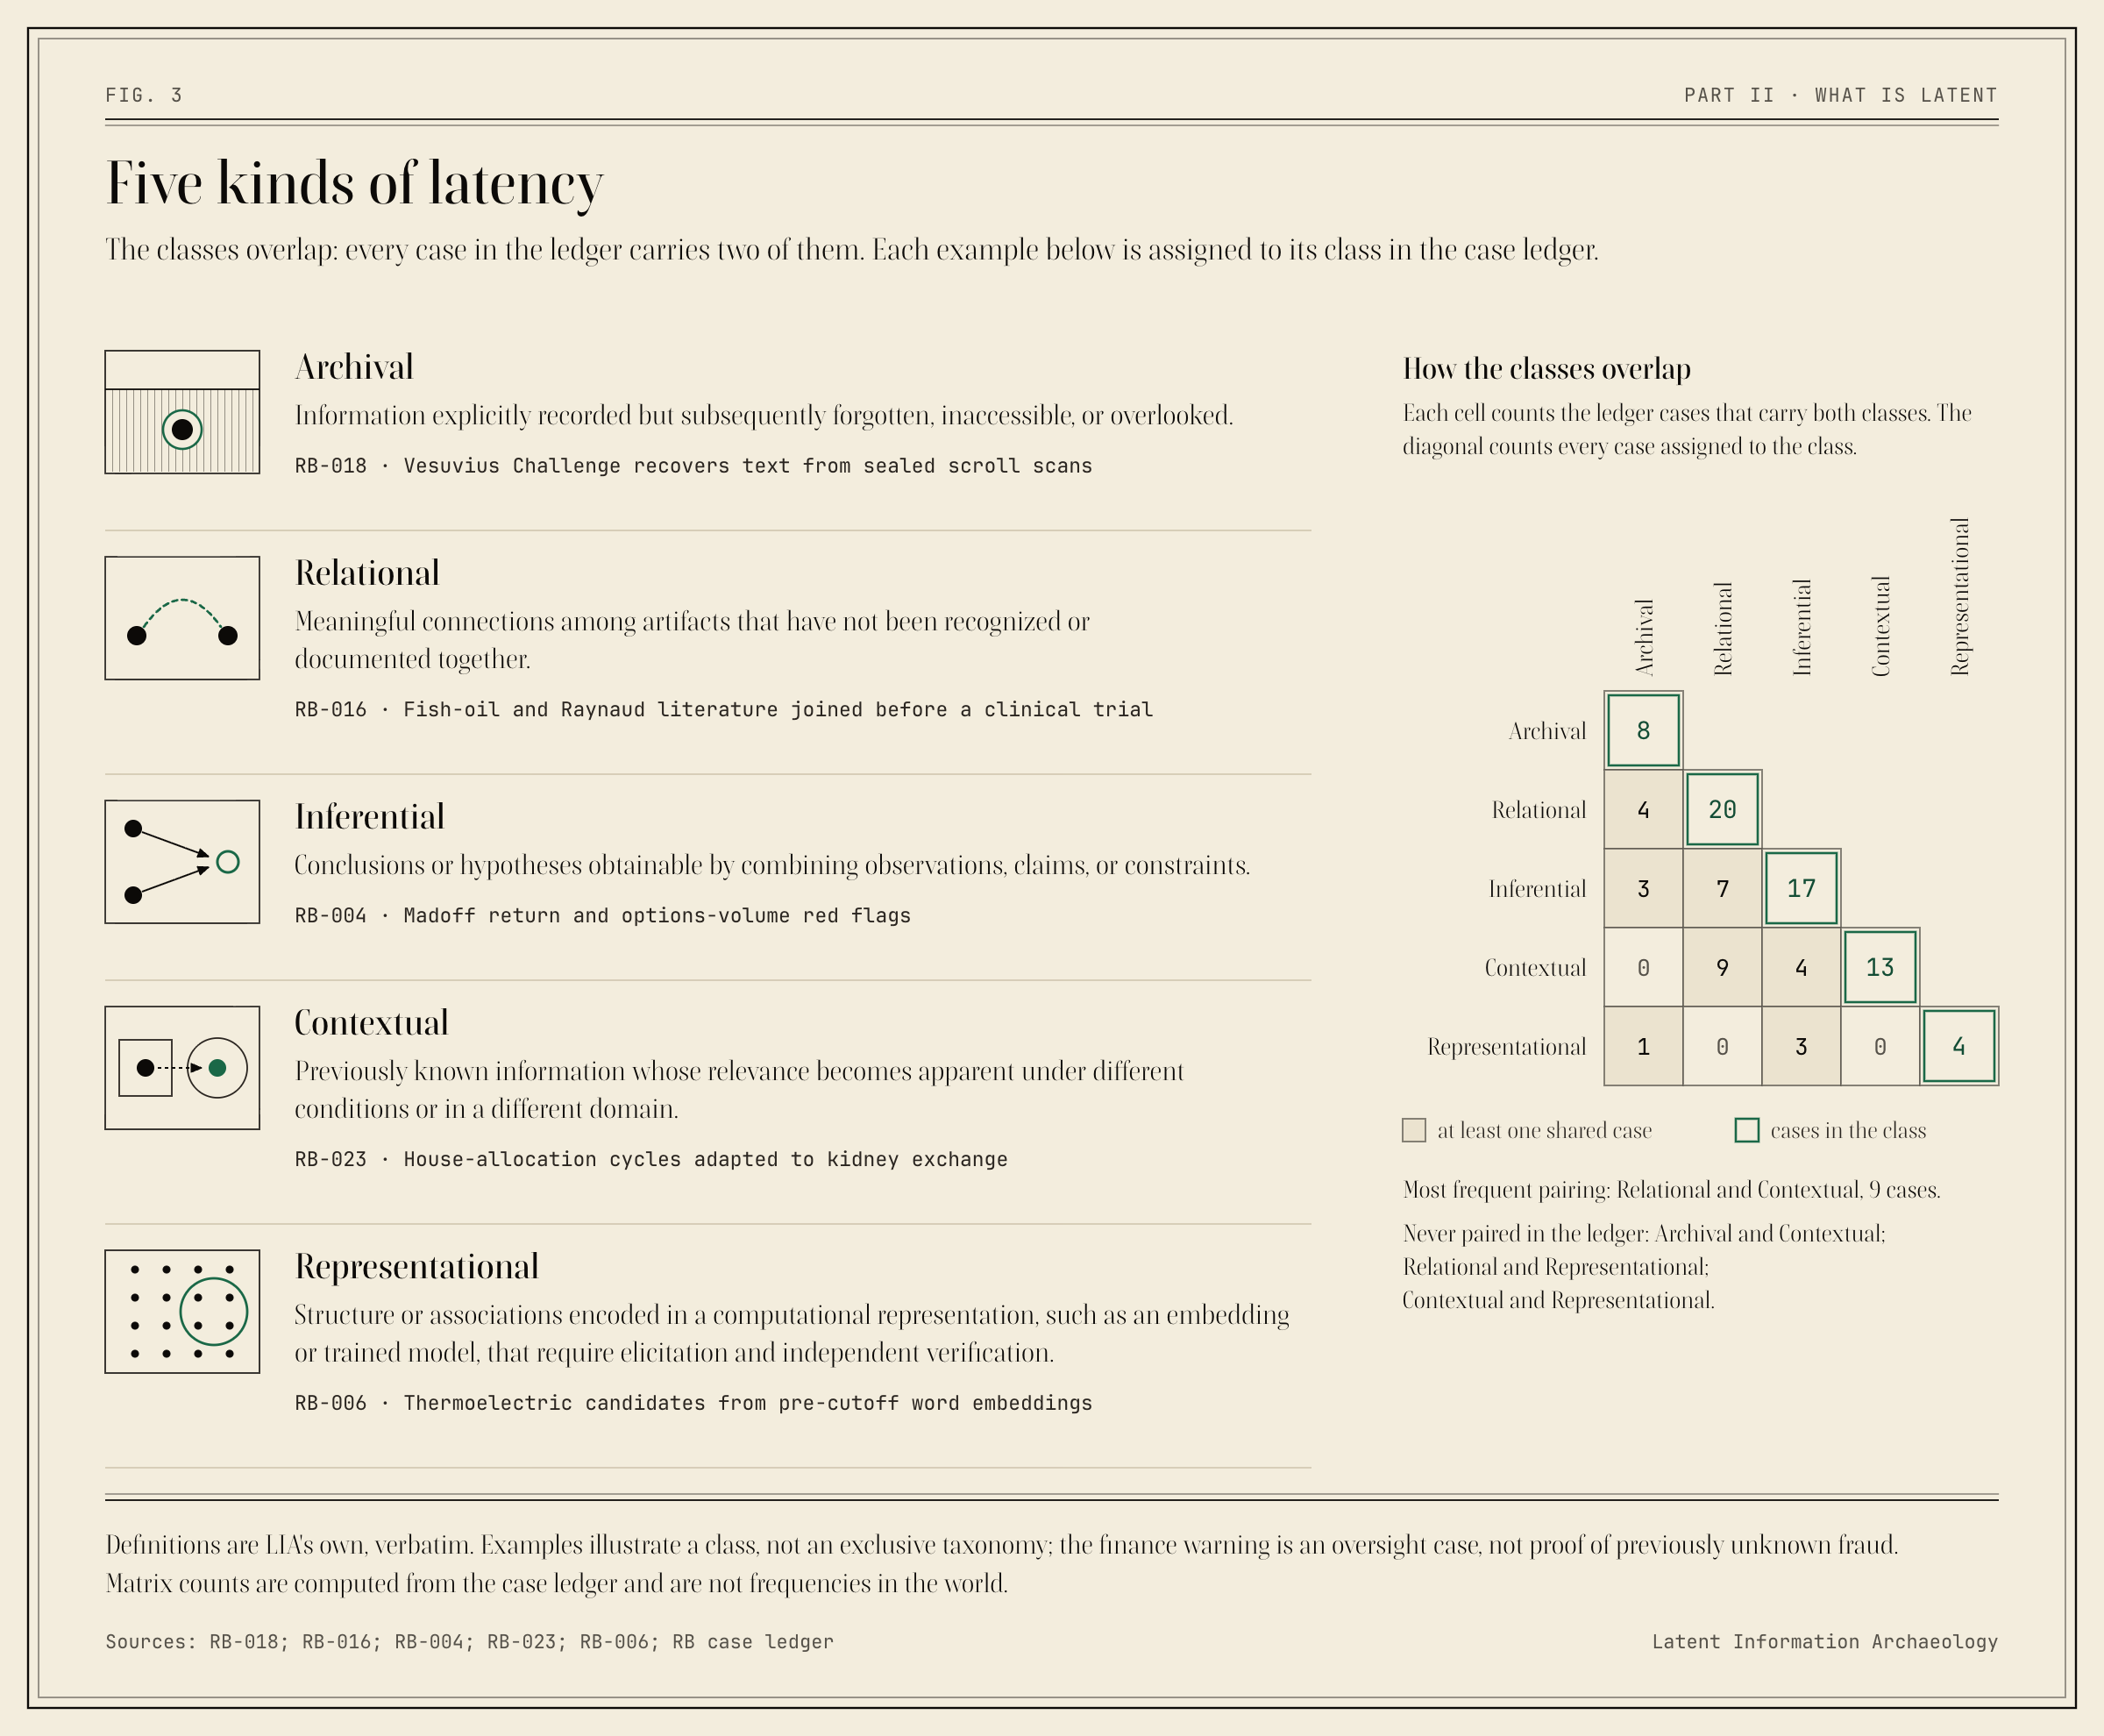 FIG. 3
PART II · WHAT IS LATENT
Five kinds of latency
The classes overlap: every case in the ledger carries two of them. Each example below is assigned to its class in the case ledger.
Archival
Information explicitly recorded but subsequently forgotten, inaccessible, or overlooked.
RB-018 · Vesuvius Challenge recovers text from sealed scroll scans
Relational
Meaningful connections among artifacts that have not been recognized or
documented together.
RB-016 · Fish-oil and Raynaud literature joined before a clinical trial
Inferential
Conclusions or hypotheses obtainable by combining observations, claims, or constraints.
RB-004 · Madoff return and options-volume red flags
Contextual
Previously known information whose relevance becomes apparent under different
conditions or in a different domain.
RB-023 · House-allocation cycles adapted to kidney exchange
Representational
Structure or associations encoded in a computational representation, such as an embedding
or trained model, that require elicitation and independent verification.
RB-006 · Thermoelectric candidates from pre-cutoff word embeddings
How the classes overlap
Each cell counts the ledger cases that carry both classes. The
diagonal counts every case assigned to the class.
Archival Relational Inferential Contextual Representational
Archival 8
Relational 4 20
Inferential 3 7 17
Contextual 0 9 4 13
Representational 1 0 3 0 4
at least one shared case
cases in the class
Most frequent pairing: Relational and Contextual, 9 cases.
Never paired in the ledger: Archival and Contextual;
Relational and Representational;
Contextual and Representational.
Definitions are LIA's own, verbatim. Examples illustrate a class, not an exclusive taxonomy; the finance warning is an oversight case, not proof of previously unknown fraud.
Matrix counts are computed from the case ledger and are not frequencies in the world.
Sources: RB-018; RB-016; RB-004; RB-023; RB-006; RB case ledger
Latent Information Archaeology